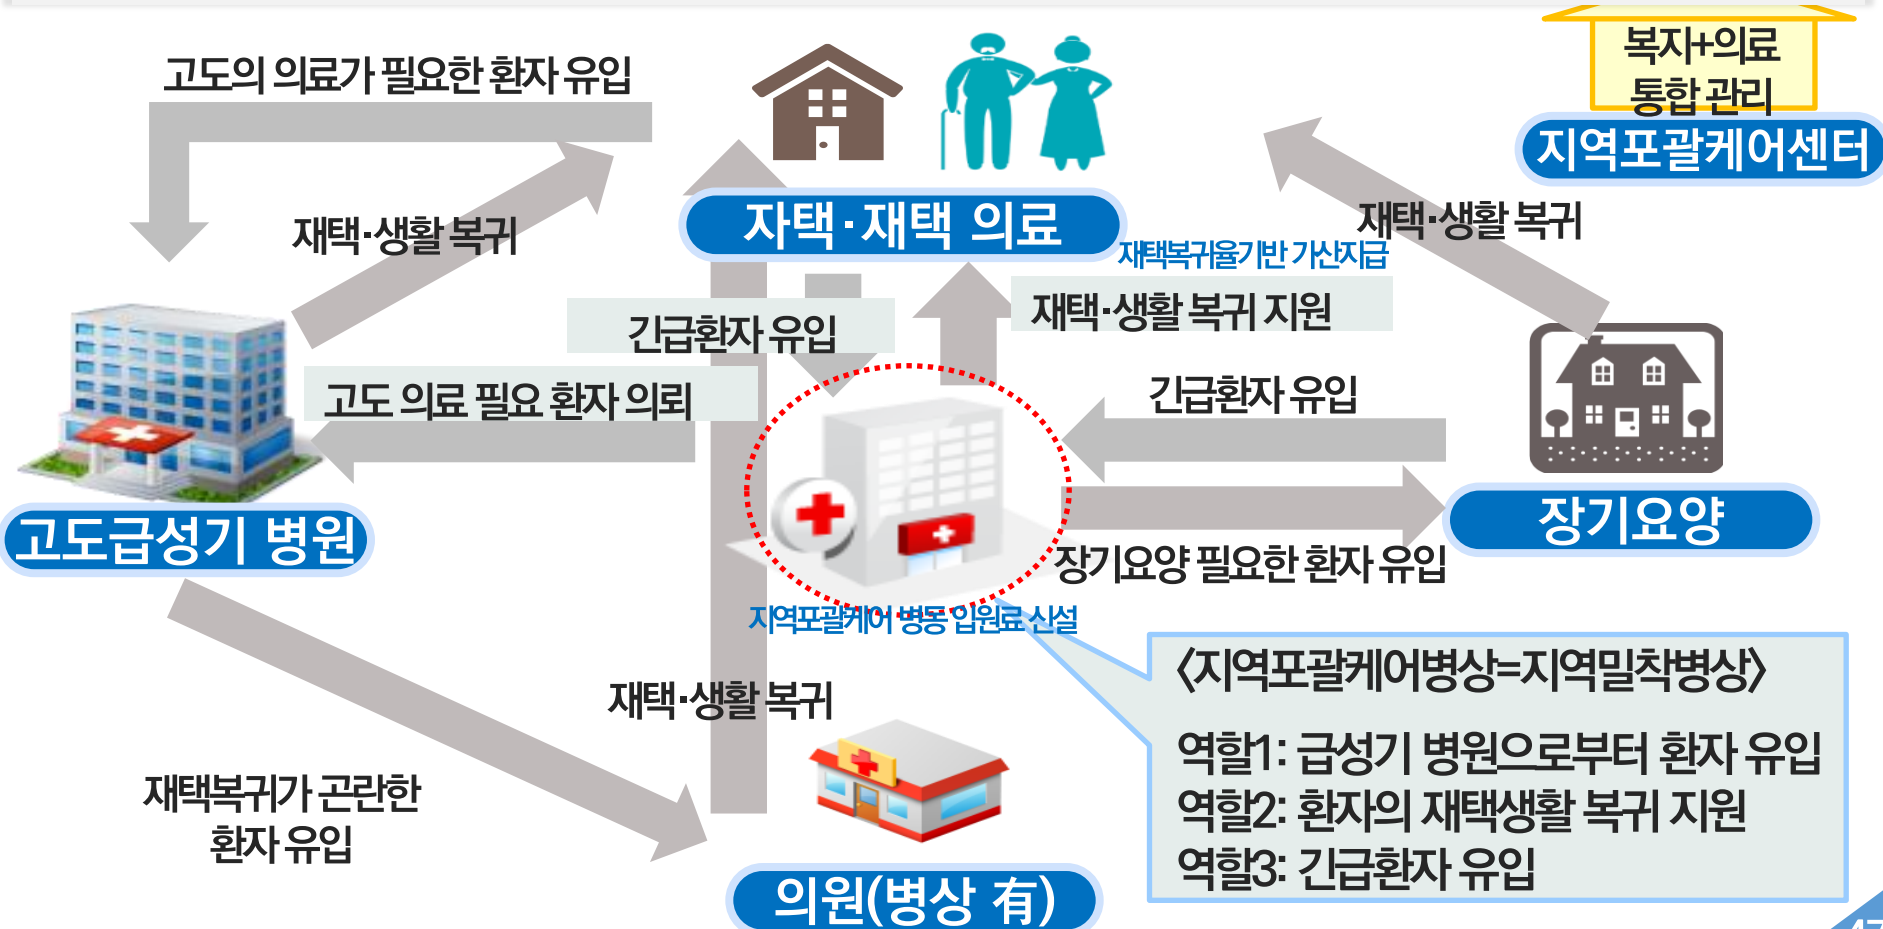 복지+의료
통합 관리
지역포괄케어센터
고도의 의료가 필요한 환자 유입
재택·생활 복귀
자택·재택 의료
재택·생활 복귀
재택복귀율기반 가산지급
재택·생활 복귀 지원
긴급환자 유입
고도 의료 필요 환자 의뢰
긴급환자 유입
고도급성기 병원
장기요양
장기요양 필요한 환자 유입
지역포괄케어 병동 입원료 신설
재택·생활 복귀
재택복귀가 곤란한
환자 유입
의원(병상 有)
〈지역포괄케어병상=지역밀착병상〉
역할1: 급성기 병원으로부터 환자 유입
역할2: 환자의 재택생활 복귀 지원
역할3: 긴급환자 유입